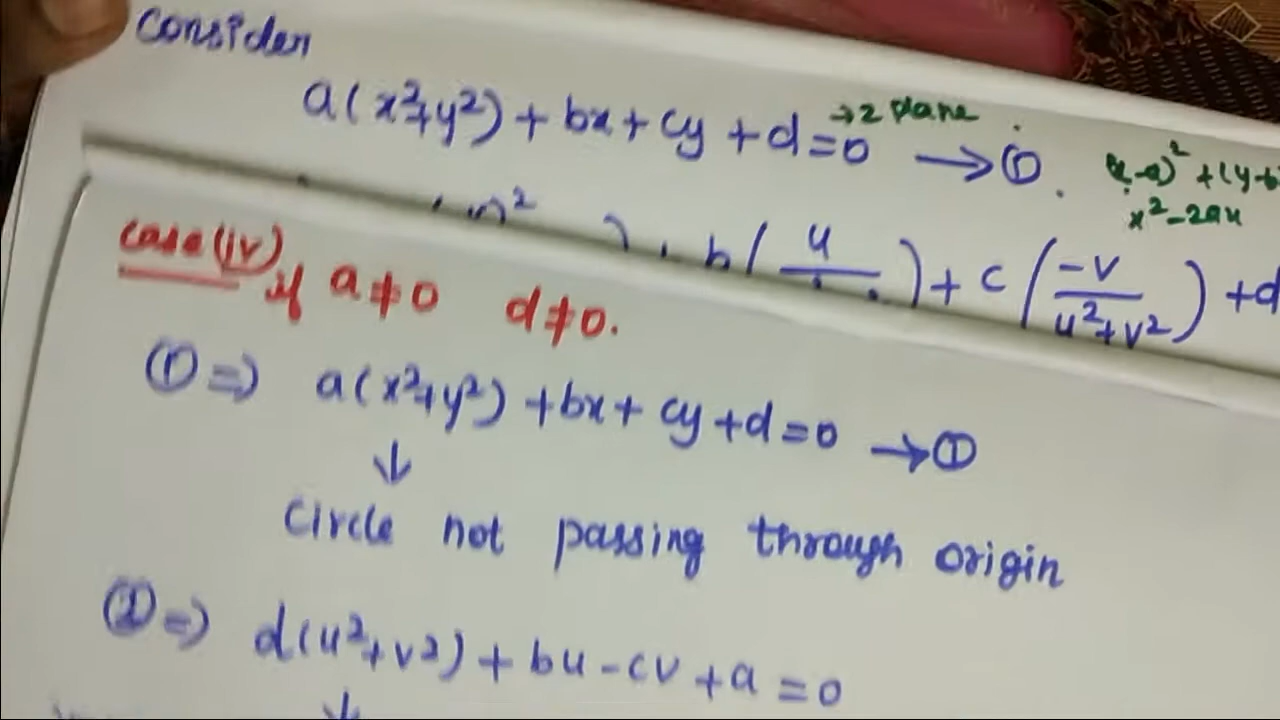 Consider
a(x²+y²) + bx + cy + d = 0 → z plane → ①.
(x-a)² + (y-b
x² - 2ax
b( u ) + c ( -v / u²+v² ) + d
case (iv) if a ≠ 0 d ≠ 0.
① ⇒ a(x²+y²) + bx + cy + d = 0 → ①
↓
Circle not passing through origin
② ⇒ d(u²+v²) + bu - cv + a = 0
↓